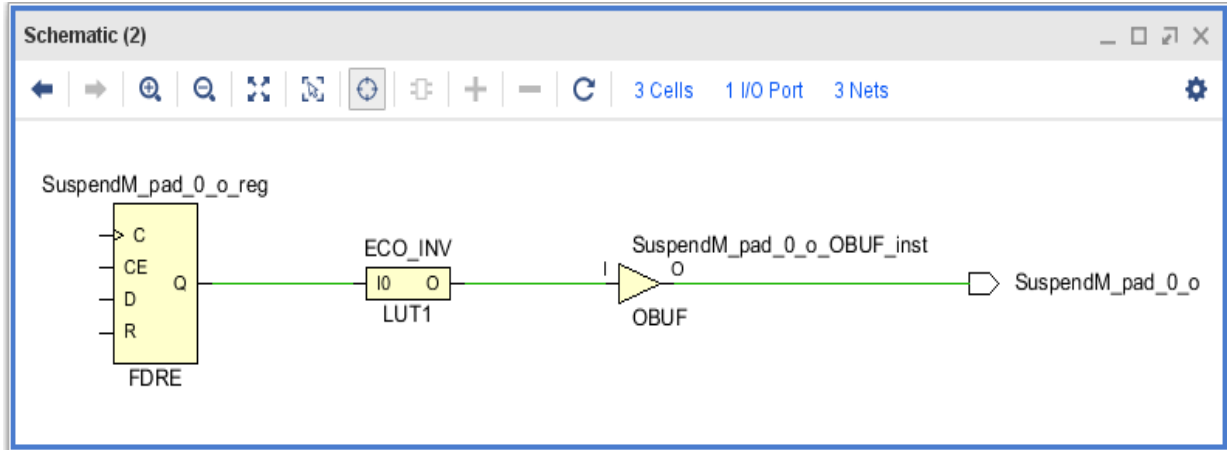 Schematic (2)
3 Cells 1 I/O Port 3 Nets
SuspendM_pad_0_o_reg
C
CE
D
R
Q
FDRE
ECO_INV
I0 O
LUT1
SuspendM_pad_0_o_OBUF_inst
I O
OBUF
SuspendM_pad_0_o